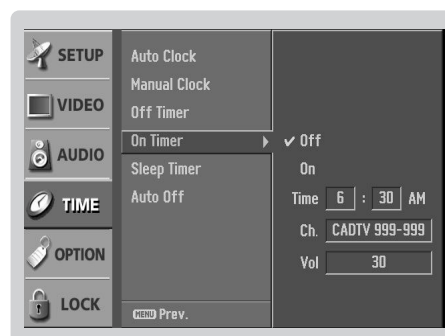 SETUP
VIDEO
AUDIO
TIME
OPTION
LOCK
Auto Clock
Manual Clock
Off Timer
On Timer
Sleep Timer
Auto Off
MENU Prev.
✔ Off
On
Time 6 : 30 AM
Ch. CADTV 999-999
Vol 30